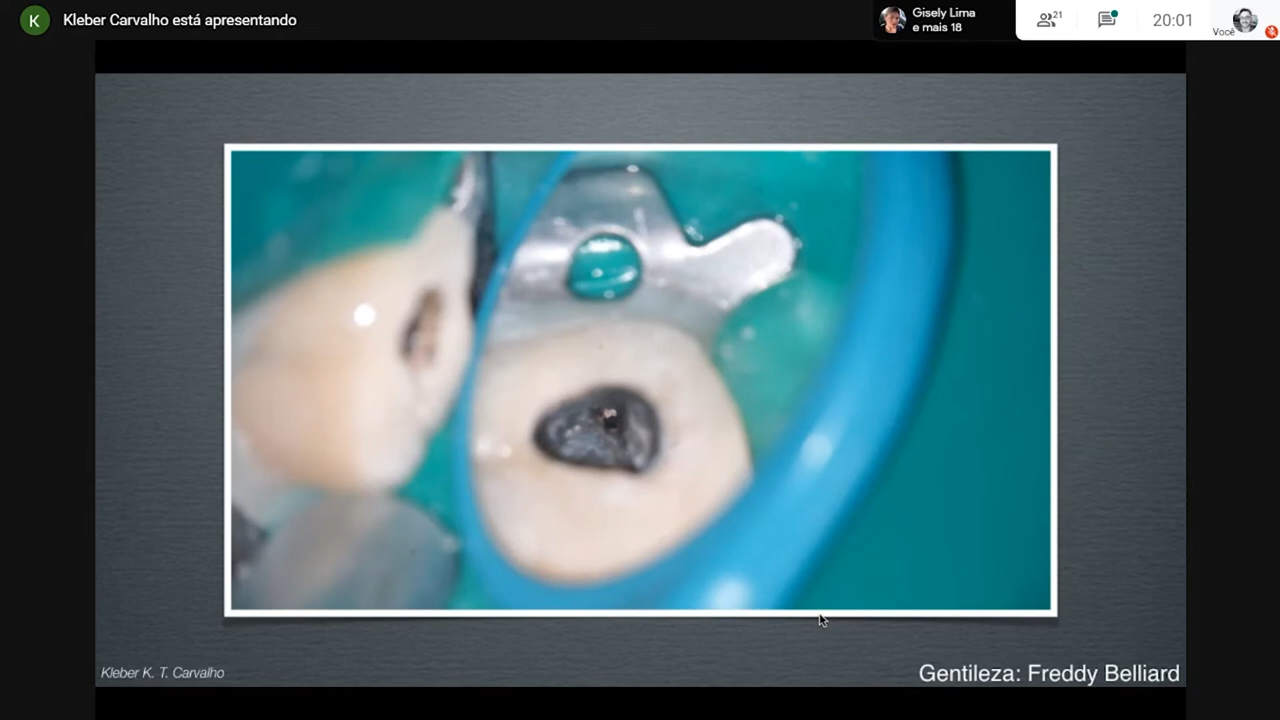 K
Kleber Carvalho está apresentando
Gisely Lima
e mais 18
21
20:01
Você
Kleber K. T. Carvalho
Gentileza: Freddy Belliard